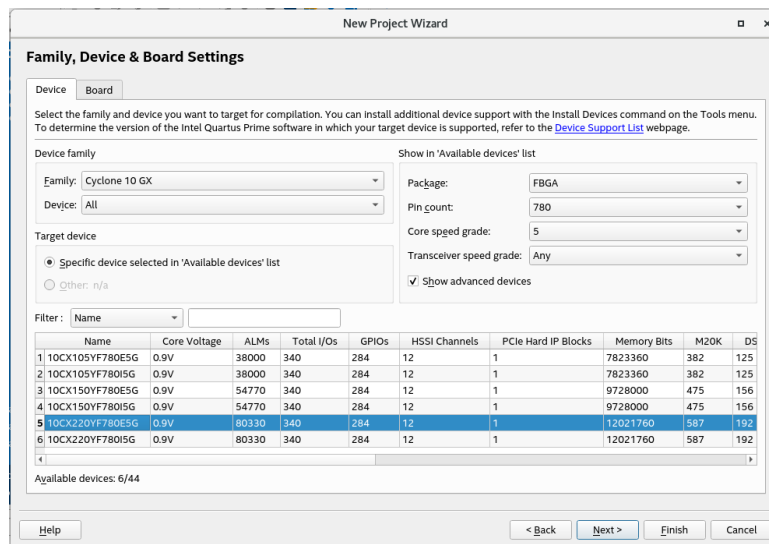 New Project Wizard
Family, Device & Board Settings
Device Board
Select the family and device you want to target for compilation. You can install additional device support with the Install Devices command on the Tools menu.
To determine the version of the Intel Quartus Prime software in which your target device is supported, refer to the Device Support List webpage.
Device family
Family: Cyclone 10 GX
Device: All
Show in 'Available devices' list
Package: FBGA
Pin count: 780
Core speed grade: 5
Transceiver speed grade: Any
Show advanced devices
Target device
Specific device selected in 'Available devices' list
Other: n/a
Filter : Name
Name Core Voltage ALMs Total I/Os GPIOs HSSI Channels PCIe Hard IP Blocks Memory Bits M20K DS
1 10CX105YF780E5G 0.9V 38000 340 284 12 1 7823360 382 125
2 10CX105YF780I5G 0.9V 38000 340 284 12 1 7823360 382 125
3 10CX150YF780E5G 0.9V 54770 340 284 12 1 9728000 475 156
4 10CX150YF780I5G 0.9V 54770 340 284 12 1 9728000 475 156
5 10CX220YF780E5G 0.9V 80330 340 284 12 1 12021760 587 192
6 10CX220YF780I5G 0.9V 80330 340 284 12 1 12021760 587 192
Available devices: 6/44
Help < Back Next > Finish Cancel